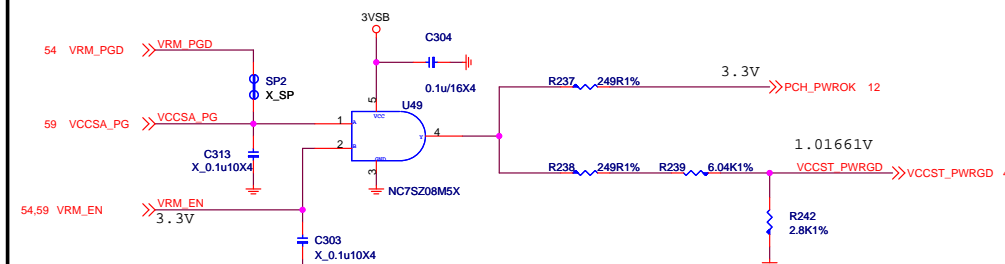 3VSB
C304
0.1u/16X4
54 VRM_PGD VRM_PGD
SP2
X_SP
59 VCCSA_PG VCCSA_PG
C313
X_0.1u10X4
54,59 VRM_EN VRM_EN
3.3V
C303
X_0.1u10X4
U49
5
VCC
1 A
2 B
Y 4
GND
3
NC7SZ08M5X
R237 249R1%
3.3V
PCH_PWROK 12
R238 249R1% R239 6.04K1%
1.01661V
VCCST_PWRGD VCCST_PWRGD
R242
2.8K1%